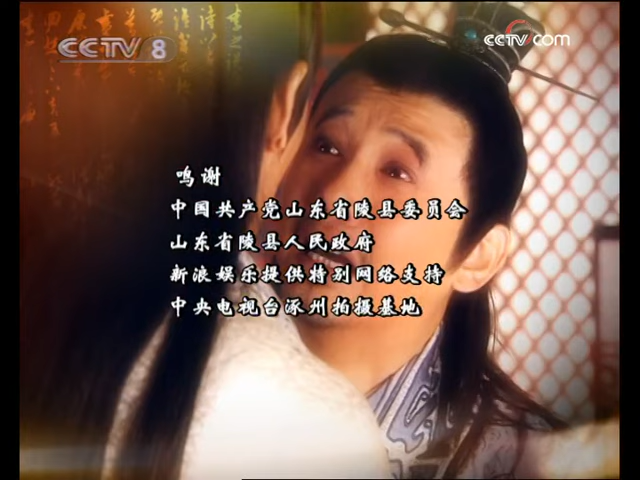 CCTV 8
CCTV.com
鸣谢
中国共产党山东省陵县委员会
山东省陵县人民政府
新浪娱乐提供特别网络支持
中央电视台涿州拍摄基地